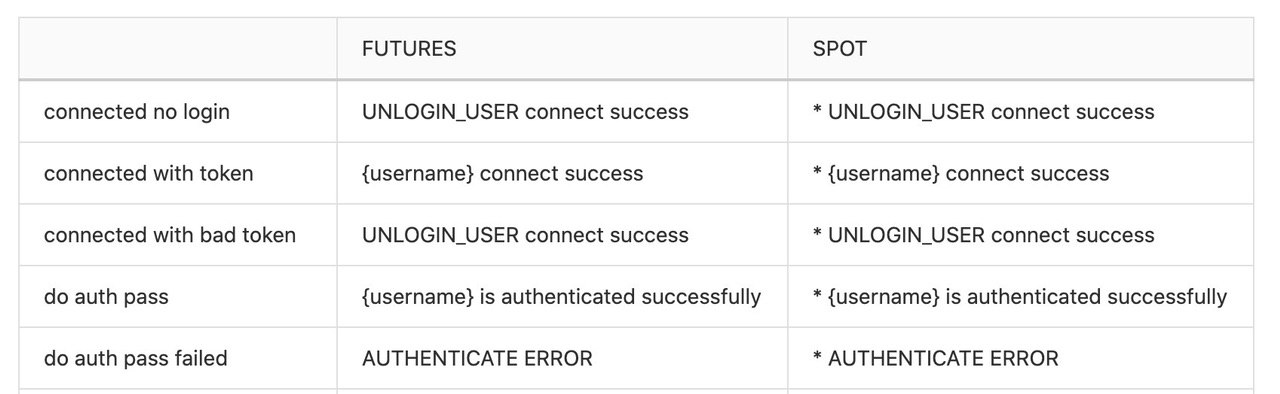 FUTURES SPOT
connected no login UNLOGIN_USER connect success * UNLOGIN_USER connect success
connected with token {username} connect success * {username} connect success
connected with bad token UNLOGIN_USER connect success * UNLOGIN_USER connect success
do auth pass {username} is authenticated successfully * {username} is authenticated successfully
do auth pass failed AUTHENTICATE ERROR * AUTHENTICATE ERROR